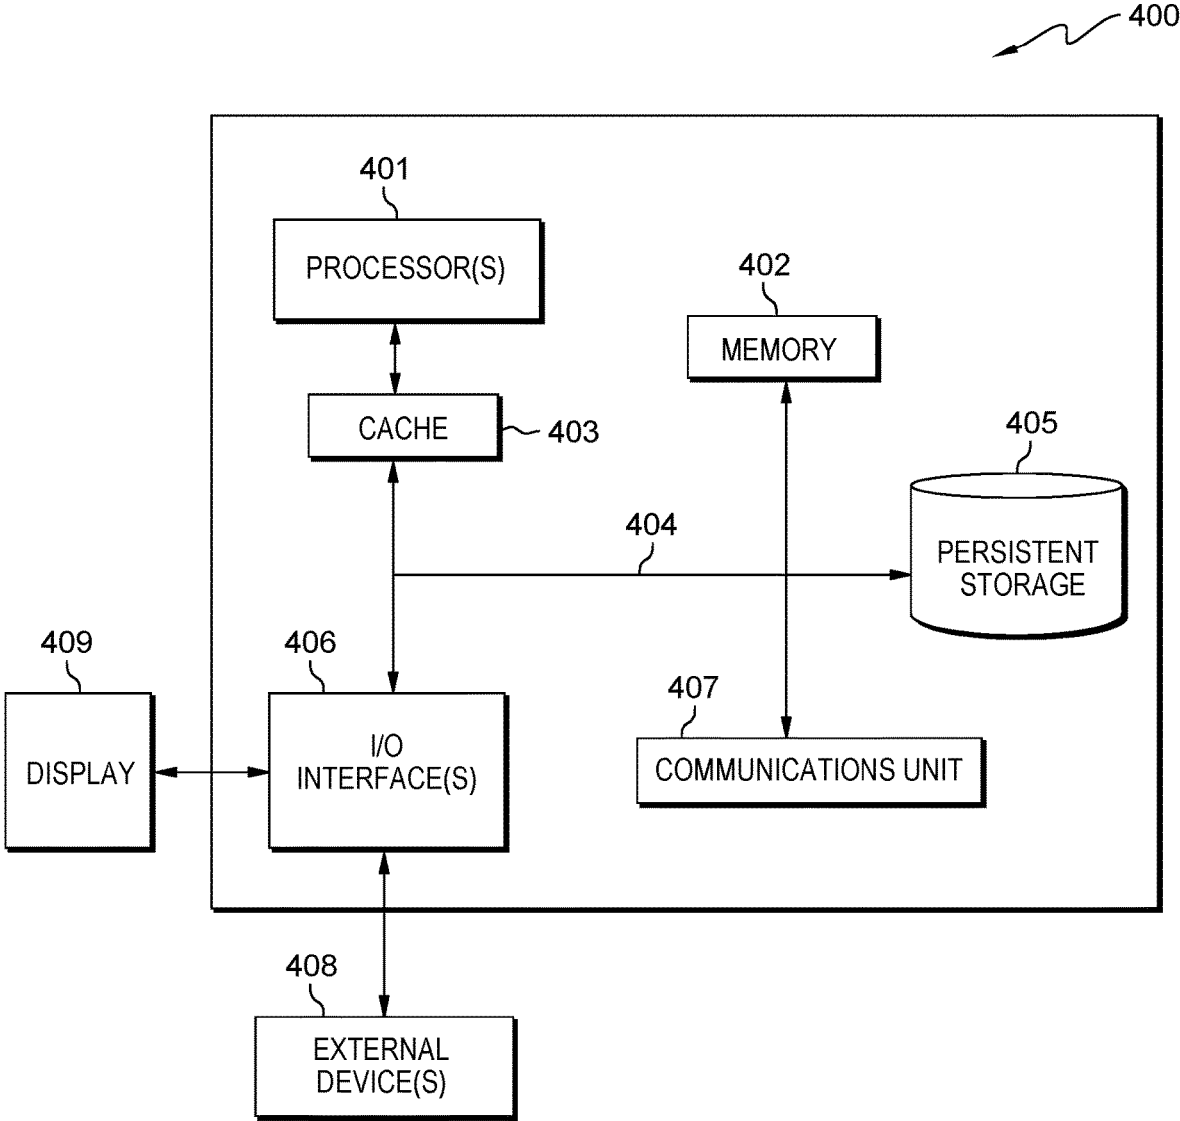 400
401
PROCESSOR(S)
402
MEMORY
CACHE
403
405
404
PERSISTENT
STORAGE
409
406
407
DISPLAY
I/O
INTERFACE(S)
COMMUNICATIONS UNIT
408
EXTERNAL
DEVICE(S)